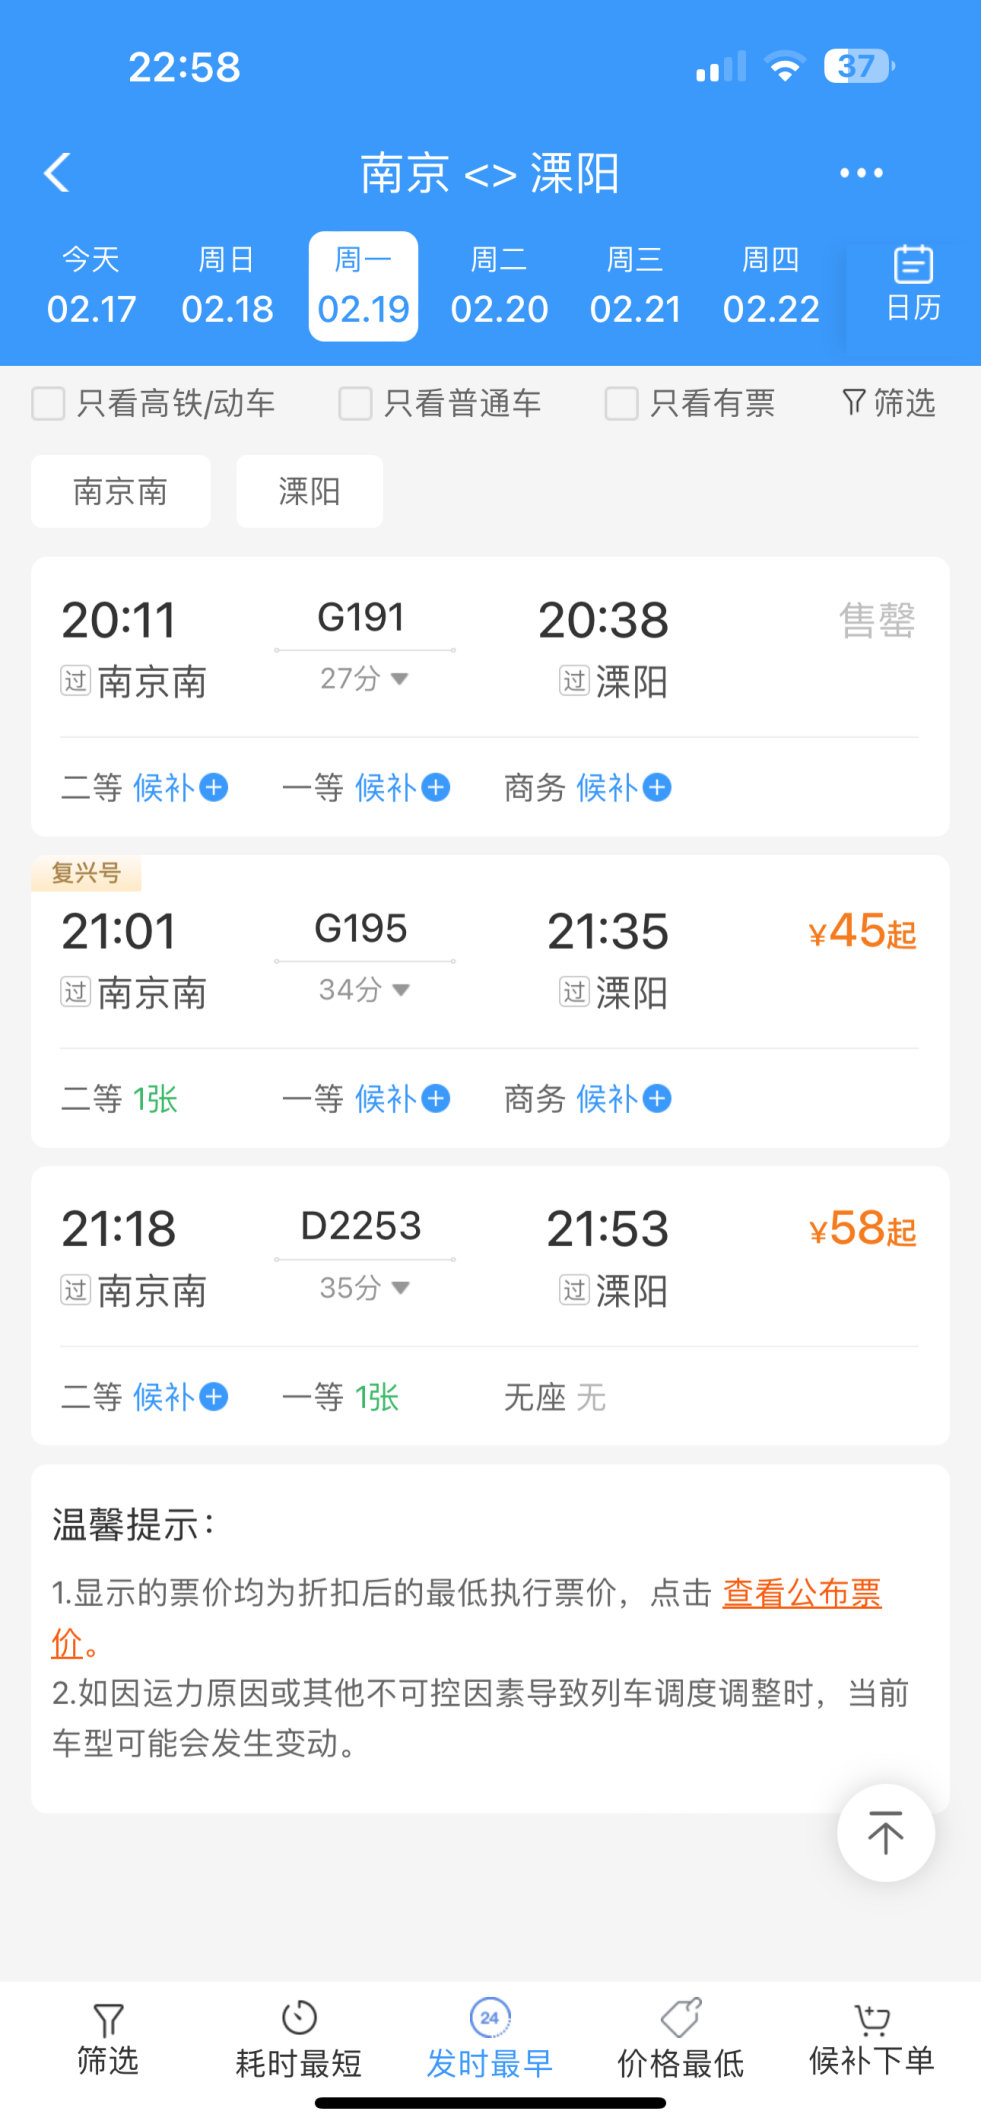 22:58
37
南京 <> 溧阳
今天 周日 周一 周二 周三 周四
02.17 02.18 02.19 02.20 02.21 02.22 日历
只看高铁/动车 只看普通车 只看有票 筛选
南京南 溧阳
20:11 G191 20:38 售罄
过 南京南 27分 过 溧阳
二等 候补 一等 候补 商务 候补
复兴号
21:01 G195 21:35 ¥45起
过 南京南 34分 过 溧阳
二等 1张 一等 候补 商务 候补
21:18 D2253 21:53 ¥58起
过 南京南 35分 过 溧阳
二等 候补 一等 1张 无座 无
温馨提示：
1.显示的票价均为折扣后的最低执行票价，点击 查看公布票
价。
2.如因运力原因或其他不可控因素导致列车调度调整时，当前
车型可能会发生变动。
24
筛选 耗时最短 发时最早 价格最低 候补下单